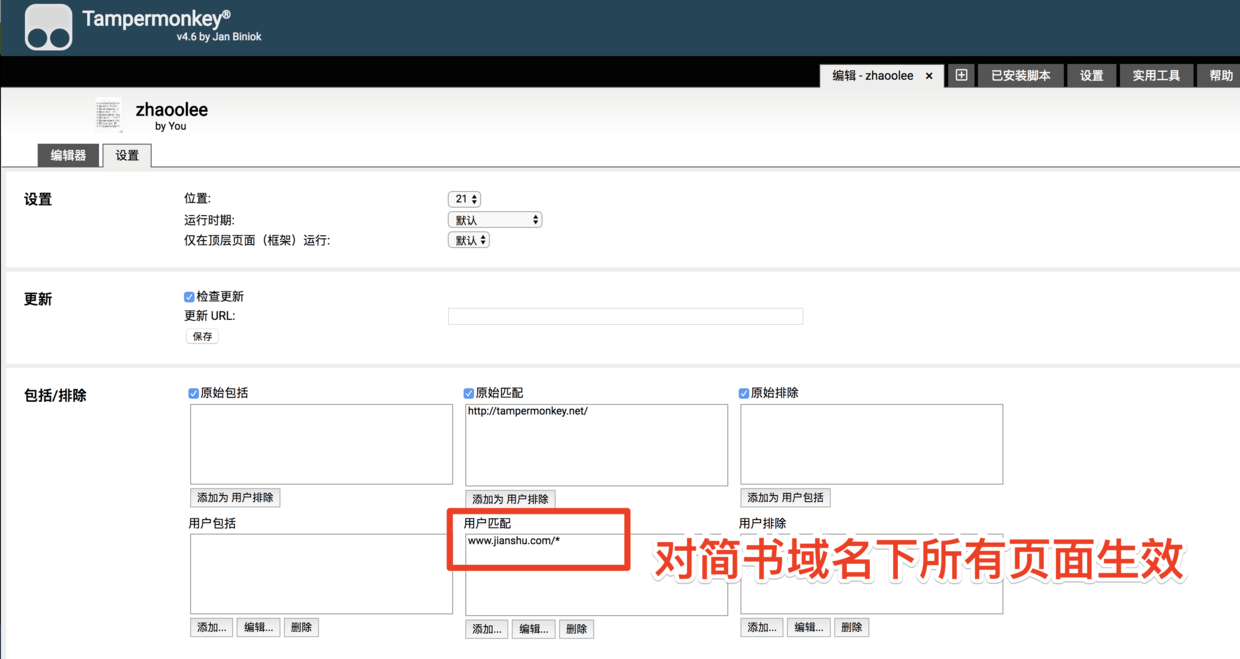 Tampermonkey®
v4.6 by Jan Biniok
编辑 - zhaoolee ×
已安装脚本
设置
实用工具
帮助
zhaoolee
by You
编辑器
设置
设置
位置:
21
运行时期:
默认
仅在顶层页面（框架）运行:
默认
更新
检查更新
更新 URL:
保存
包括/排除
原始包括
原始匹配
原始排除
http://tampermonkey.net/
添加为 用户排除
添加为 用户排除
添加为 用户包括
用户包括
用户匹配
用户排除
www.jianshu.com/*
对简书域名下所有页面生效
添加...
编辑...
删除
添加...
编辑...
删除
添加...
编辑...
删除